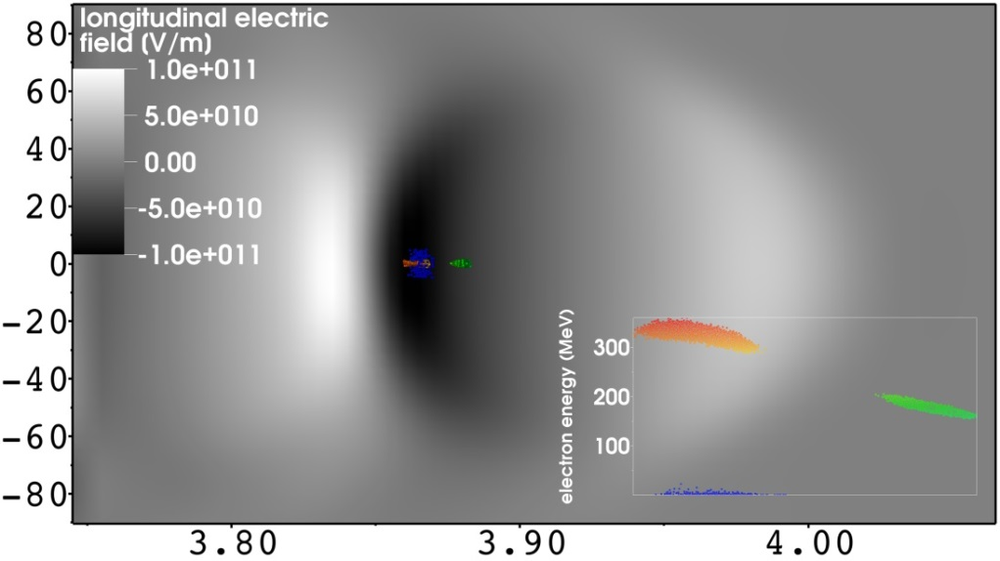 longitudinal electric
field (V/m)
1.0e+011
5.0e+010
0.00
-5.0e+010
-1.0e+011
80
60
40
20
0
-20
-40
-60
-80
electron energy (MeV)
300
200
100
3.80
3.90
4.00